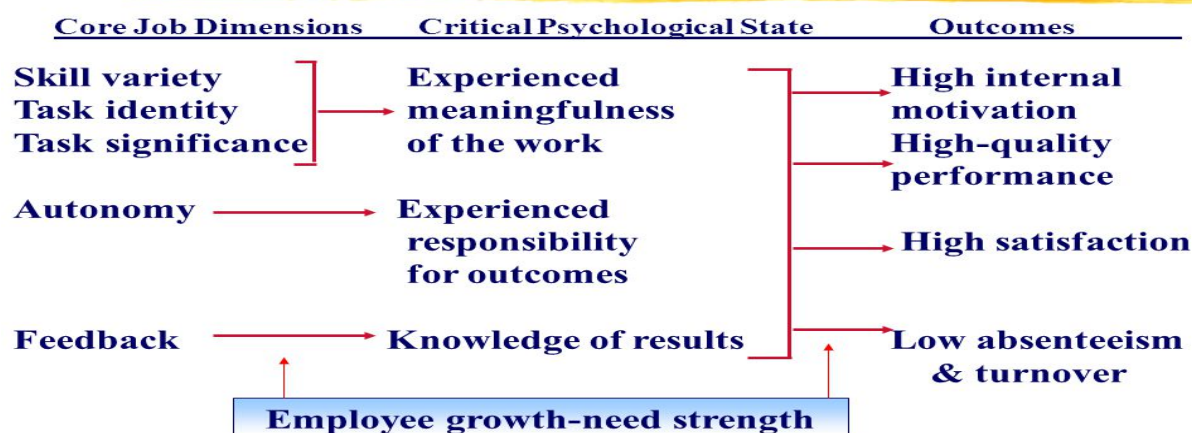 Core Job Dimensions Critical Psychological State Outcomes
Skill variety
Task identity
Task significance
Experienced
meaningfulness
of the work
High internal
motivation
High-quality
performance
Autonomy
Experienced
responsibility
for outcomes
High satisfaction
Feedback
Knowledge of results
Low absenteeism
& turnover
Employee growth-need strength